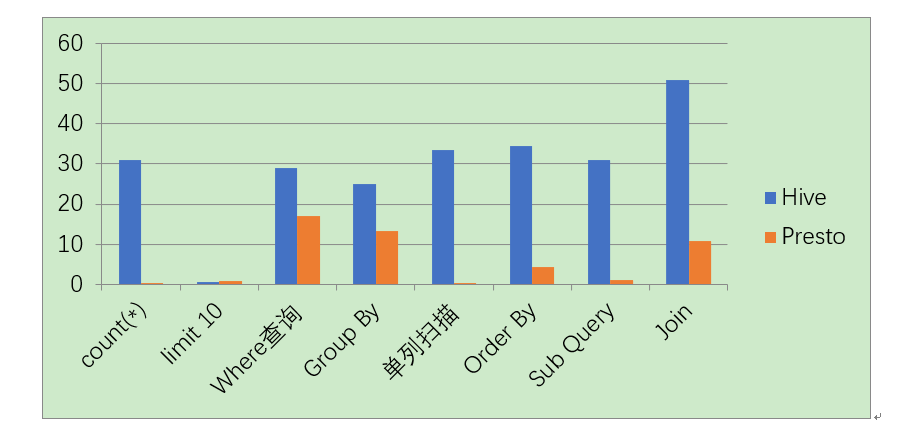 60
50
40
30
20
10
0
count(*)
limit 10
Where查询
Group By
单列扫描
Order By
Sub Query
Join
Hive
Presto